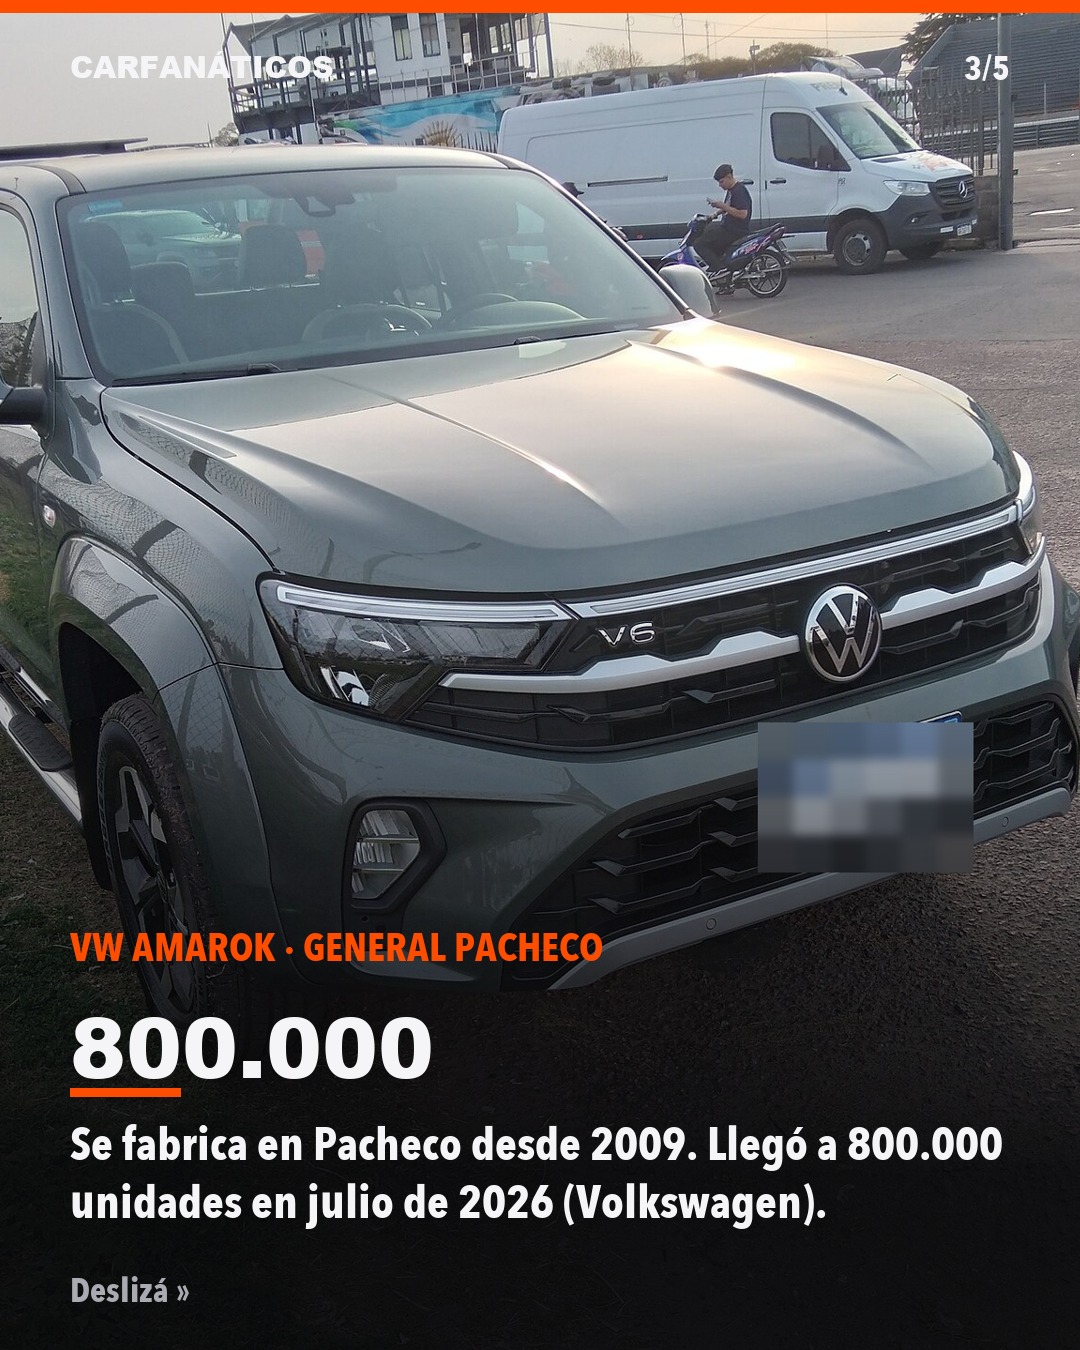 CARFANÁTICOS
3/5
V6
VW AMAROK · GENERAL PACHECO
800.000
Se fabrica en Pacheco desde 2009. Llegó a 800.000
unidades en julio de 2026 (Volkswagen).
Deslizá »